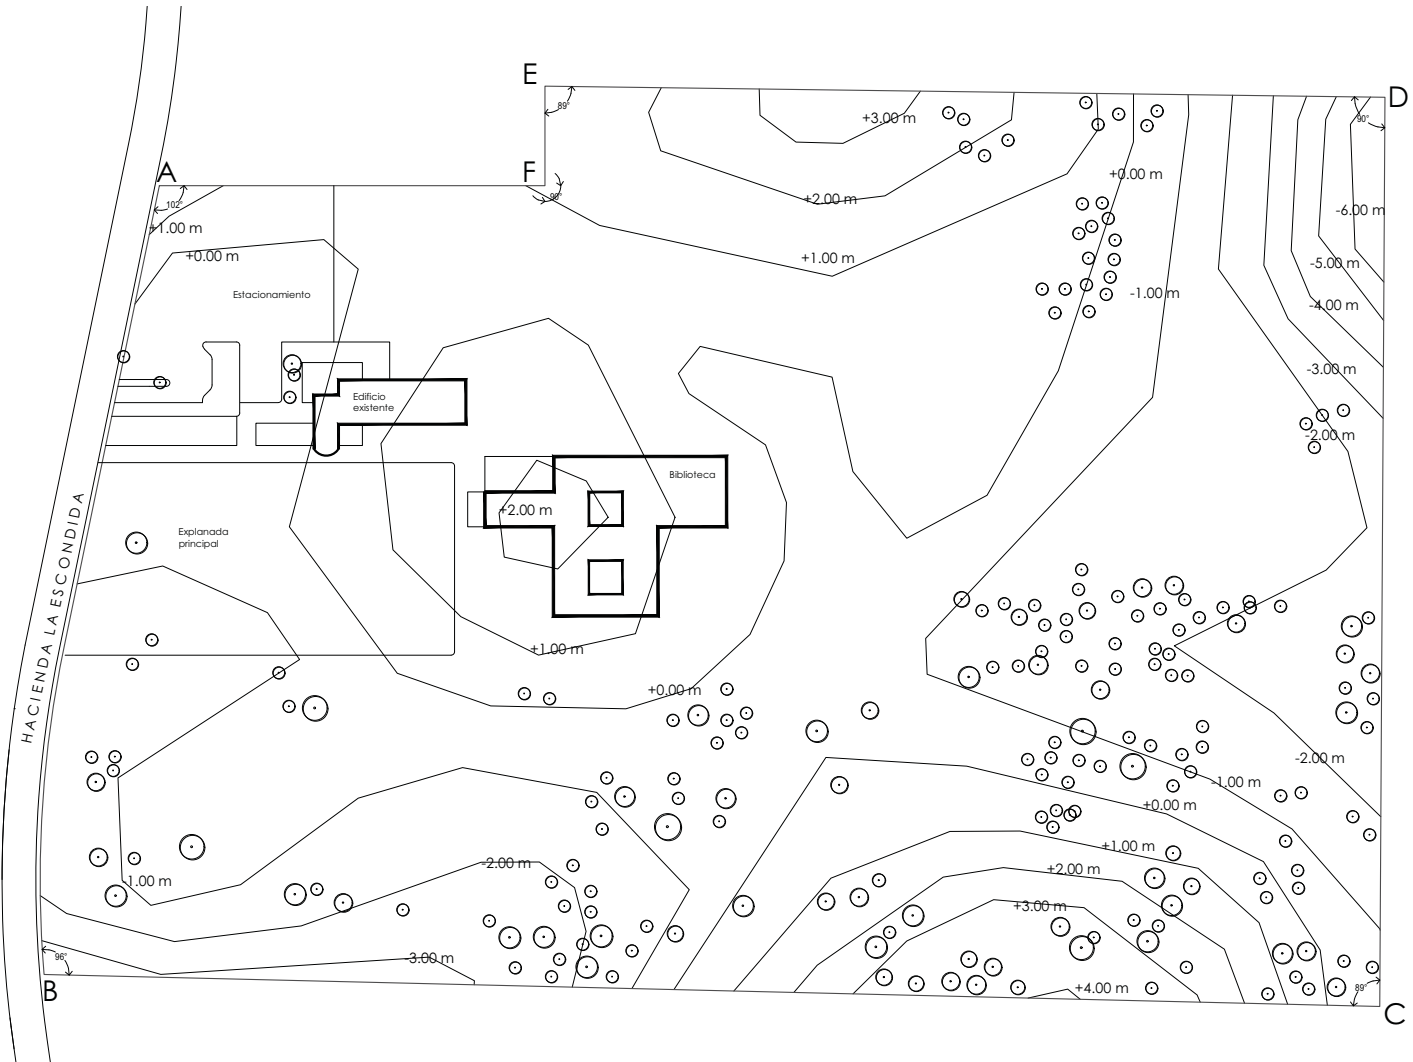 E
89°
D
90°
+3.00 m
A
F
90°
102°
+0.00 m
+2.00 m
-6.00 m
+1.00 m
+0.00 m
+1.00 m
-5.00 m
Estacionamiento
-1.00 m
-4.00 m
-3.00 m
Edificio
existente
-2.00 m
Biblioteca
+2.00 m
Explanada
principal
HACIENDA LA ESCONDIDA
+1.00 m
+0.00 m
-2.00 m
-1.00 m
+0.00 m
+1.00 m
-2.00 m
+2.00 m
-1.00 m
+3.00 m
96°
-3.00 m
B
+4.00 m
89°
C